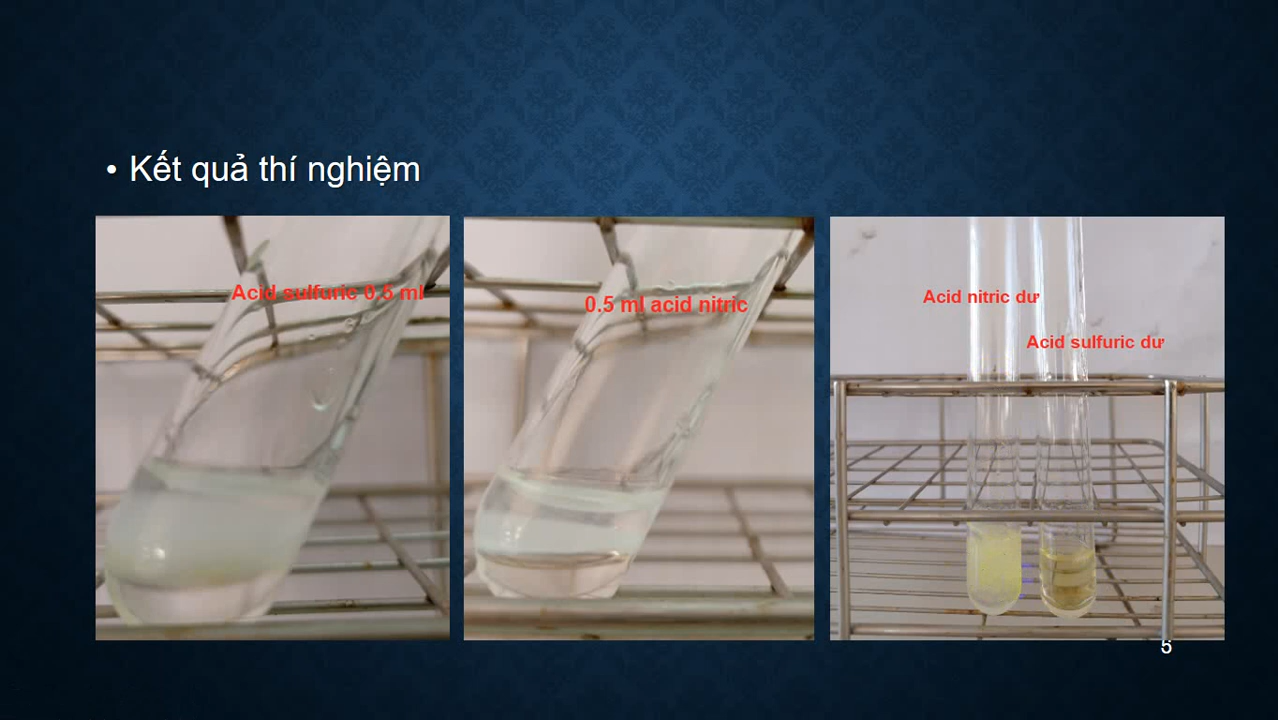 • Kết quả thí nghiệm
Acid sulfuric 0.5 ml
0.5 ml acid nitric
Acid nitric dư
Acid sulfuric dư
5